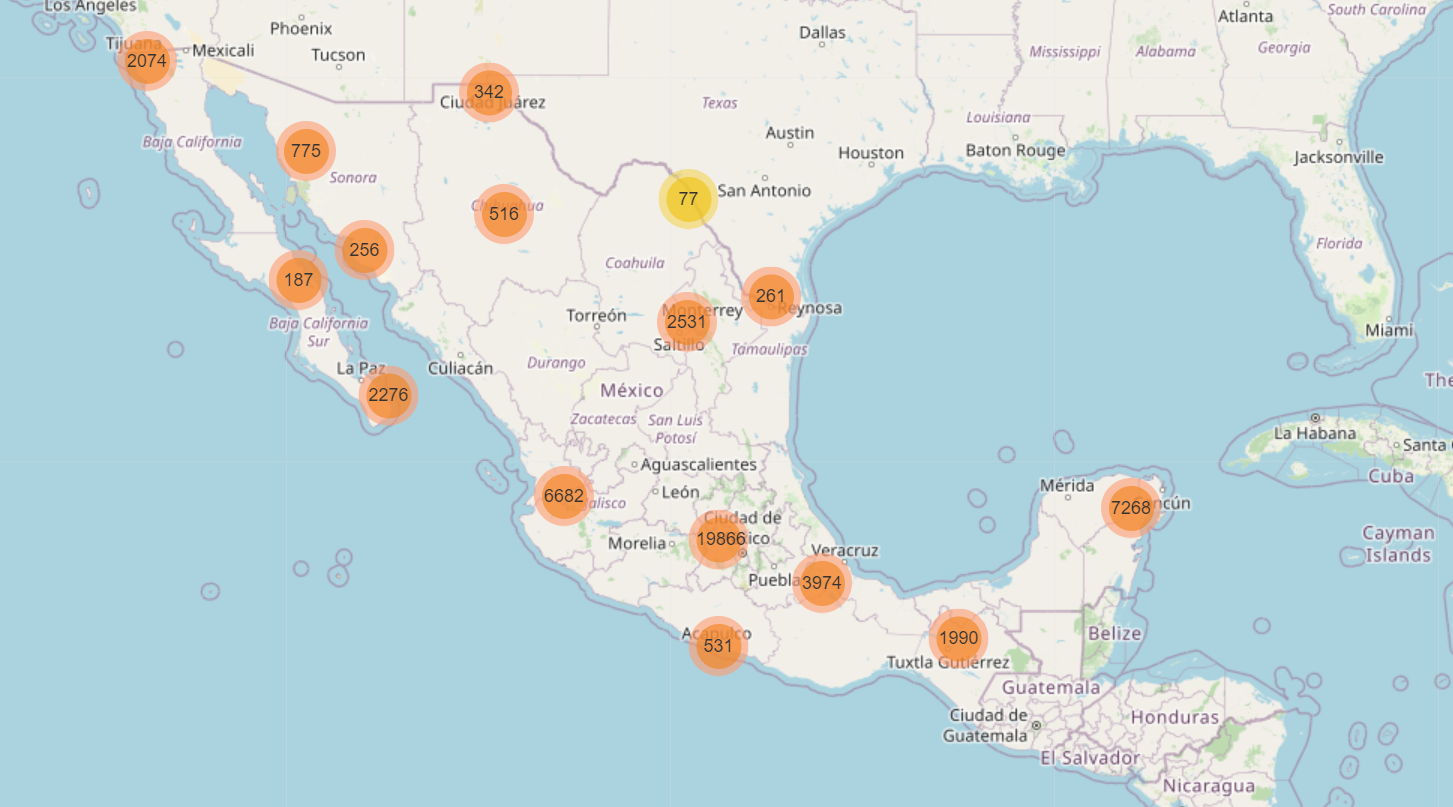 Los Angeles
Phoenix
Atlanta
South Carolina
Dallas
Tijuana
Mexicali
Tucson
Mississippi
Alabama
Georgia
2074
342
Ciudad Juárez
Texas
Louisiana
Austin
Houston
Baton Rouge
Jacksonville
Baja California
775
Sonora
77
San Antonio
516
Chihuahua
256
Florida
Coahuila
187
261
Reynosa
Monterrey
2531
Saltillo
Torreón
Baja California
Sur
Miami
Tamaulipas
La Paz
Culiacán
Durango
The
2276
México
Zacatecas
San Luis
Potosí
La Habana
Santa
Cuba
Aguascalientes
León
Mérida
6682
Jalisco
7268
Cancún
Ciudad de
19866
Morelia
Veracruz
Cayman
Islands
Puebla
3974
Acapulco
531
1990
Tuxtla Gutiérrez
Belize
Guatemala
Ciudad de
Guatemala
Honduras
El Salvador
Nicaragua